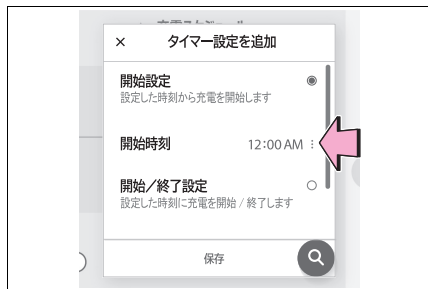 × タイマー設定を追加
開始設定
設定した時刻から充電を開始します
開始時刻 12:00 AM
開始／終了設定
設定した時刻に充電を開始 / 終了します
保存